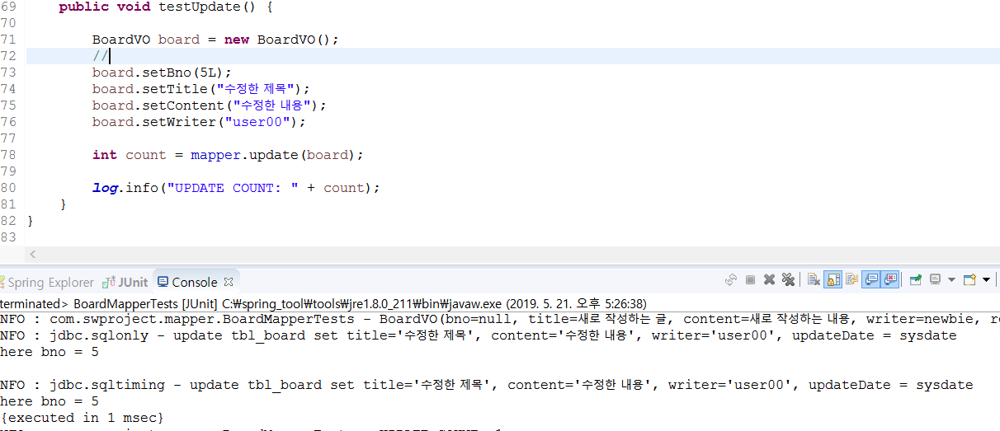 69 public void testUpdate() {
70
71 BoardVO board = new BoardVO();
72 //
73 board.setBno(5L);
74 board.setTitle("수정한 제목");
75 board.setContent("수정한 내용");
76 board.setWriter("user00");
77
78 int count = mapper.update(board);
79
80 log.info("UPDATE COUNT: " + count);
81 }
82 }
83
Spring Explorer JUnit Console
terminated> BoardMapperTests [JUnit] C:₩spring_tool₩tools₩jre1.8.0_211₩bin₩javaw.exe (2019. 5. 21. 오후 5:26:38)
NFO : com.swproject.mapper.BoardMapperTests - BoardVO(bno=null, title=새로 작성하는 글, content=새로 작성하는 내용, writer=newbie, re
NFO : jdbc.sqlonly - update tbl_board set title='수정한 제목', content='수정한 내용', writer='user00', updateDate = sysdate
here bno = 5
NFO : jdbc.sqltiming - update tbl_board set title='수정한 제목', content='수정한 내용', writer='user00', updateDate = sysdate
here bno = 5
{executed in 1 msec}